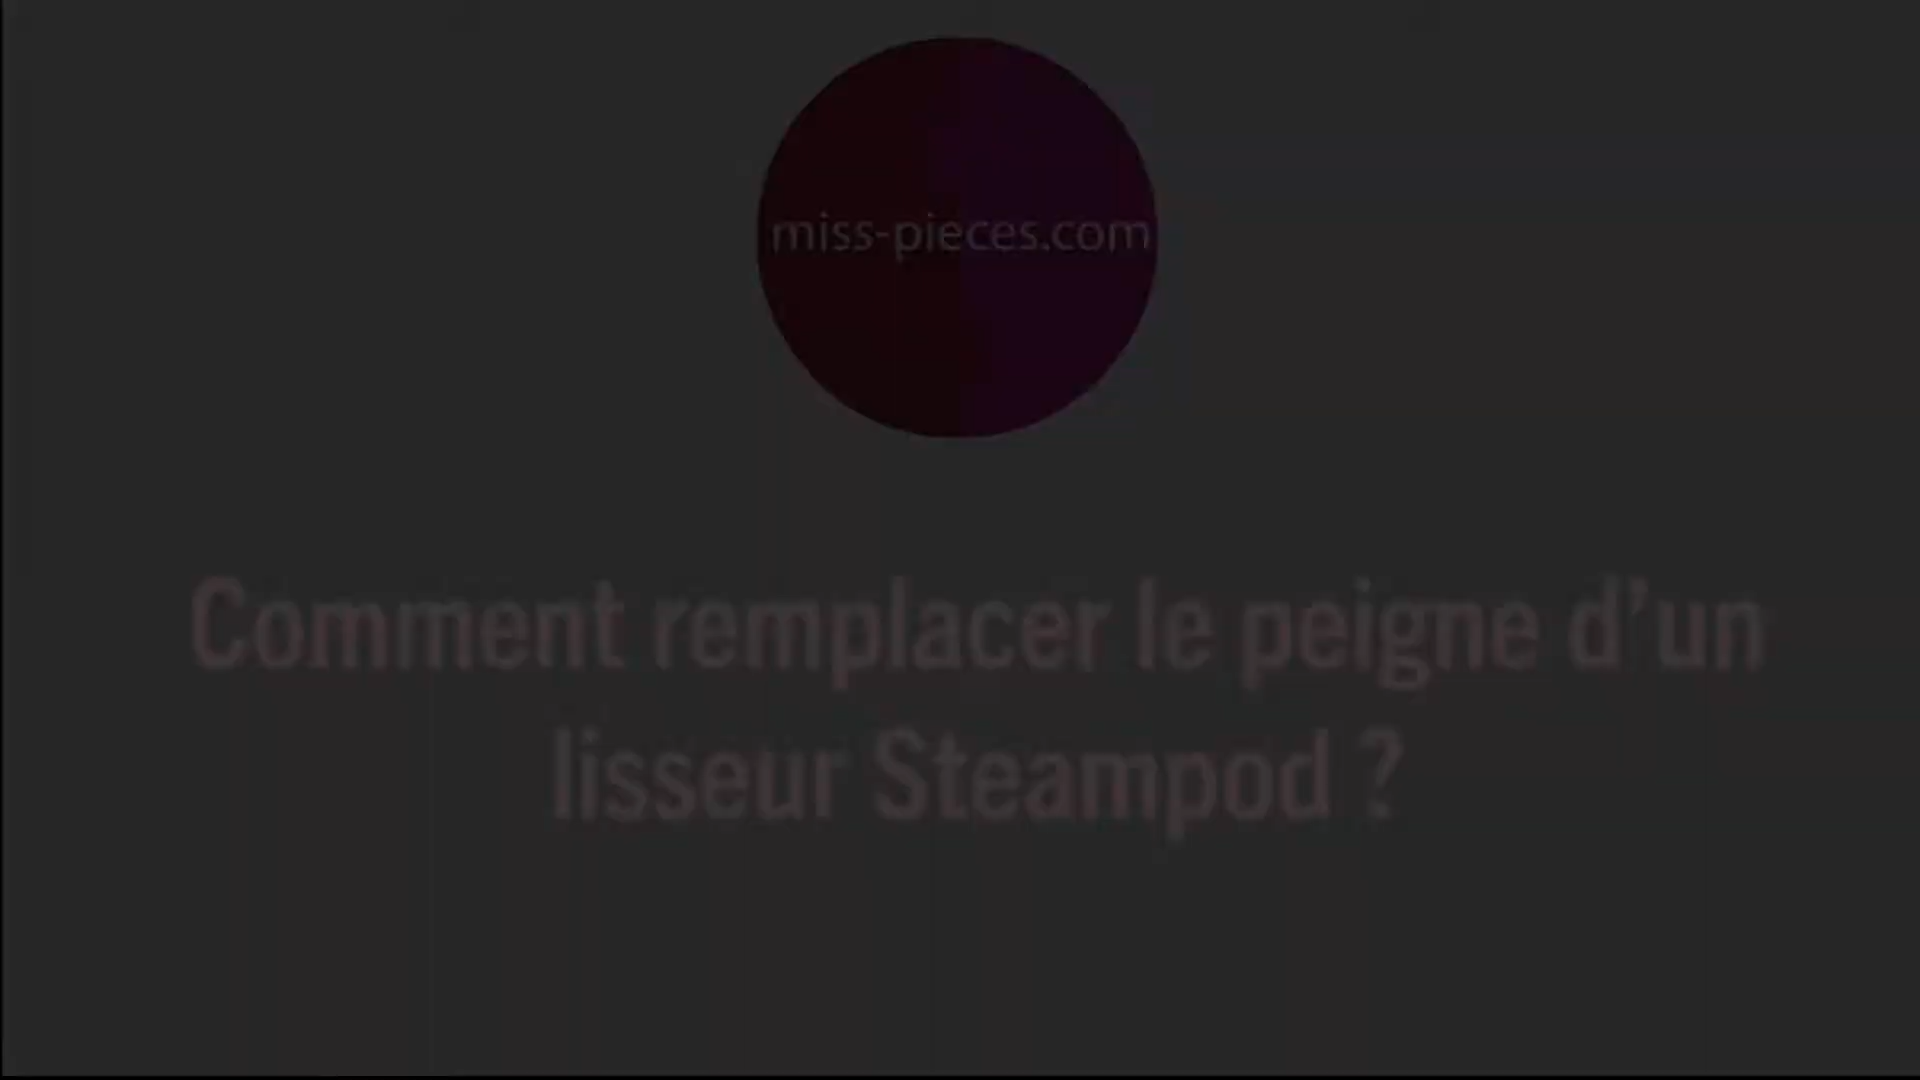 miss-pieces.com
Comment remplacer le peigne d’un
lisseur Steampod ?